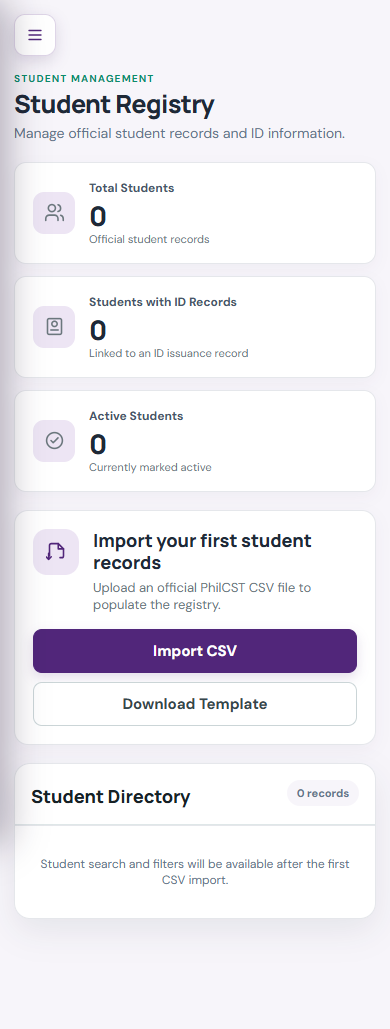 STUDENT MANAGEMENT
Student Registry
Manage official student records and ID information.
Total Students
0
Official student records
Students with ID Records
0
Linked to an ID issuance record
Active Students
0
Currently marked active
Import your first student
records
Upload an official PhilCST CSV file to
populate the registry.
Import CSV
Download Template
Student Directory
0 records
Student search and filters will be available after the first
CSV import.